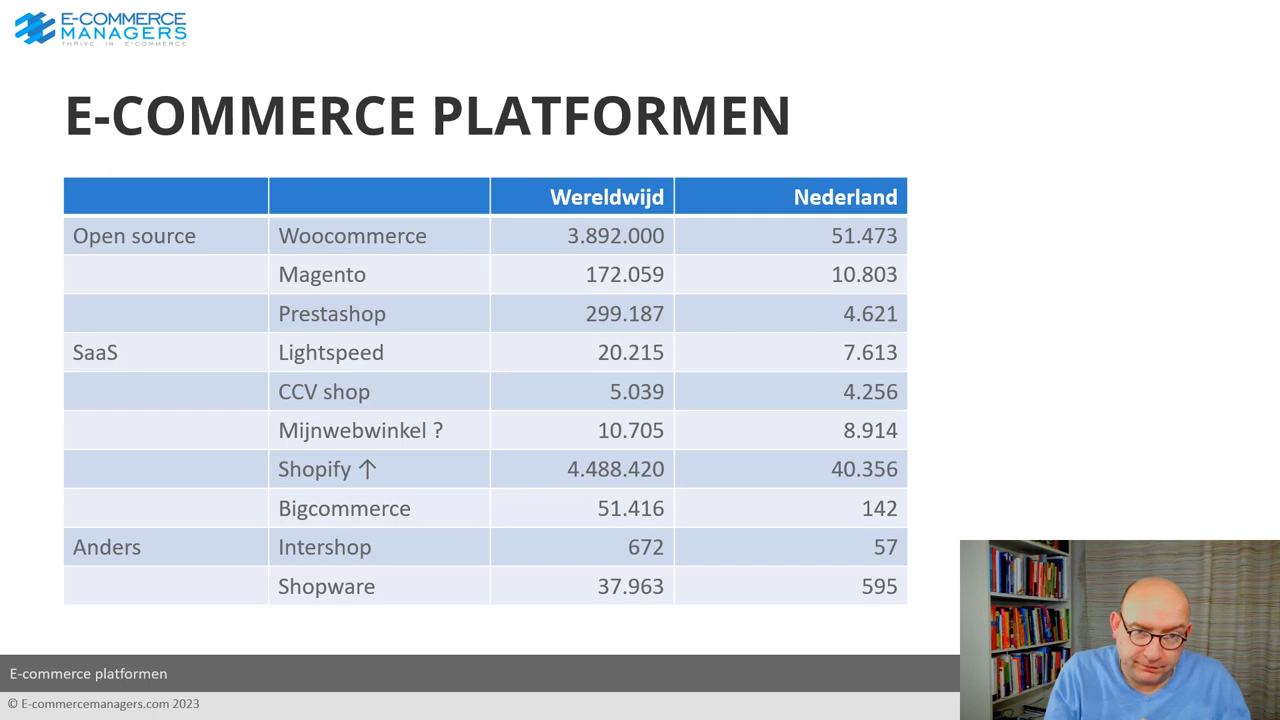 E-COMMERCE
MANAGERS
THRIVE IN E-COMMERCE
E-COMMERCE PLATFORMEN
Wereldwijd Nederland
Open source Woocommerce 3.892.000 51.473
Magento 172.059 10.803
Prestashop 299.187 4.621
SaaS Lightspeed 20.215 7.613
CCV shop 5.039 4.256
Mijnwebwinkel ? 10.705 8.914
Shopify ↑ 4.488.420 40.356
Bigcommerce 51.416 142
Anders Intershop 672 57
Shopware 37.963 595
E-commerce platformen
© E-commercemanagers.com 2023